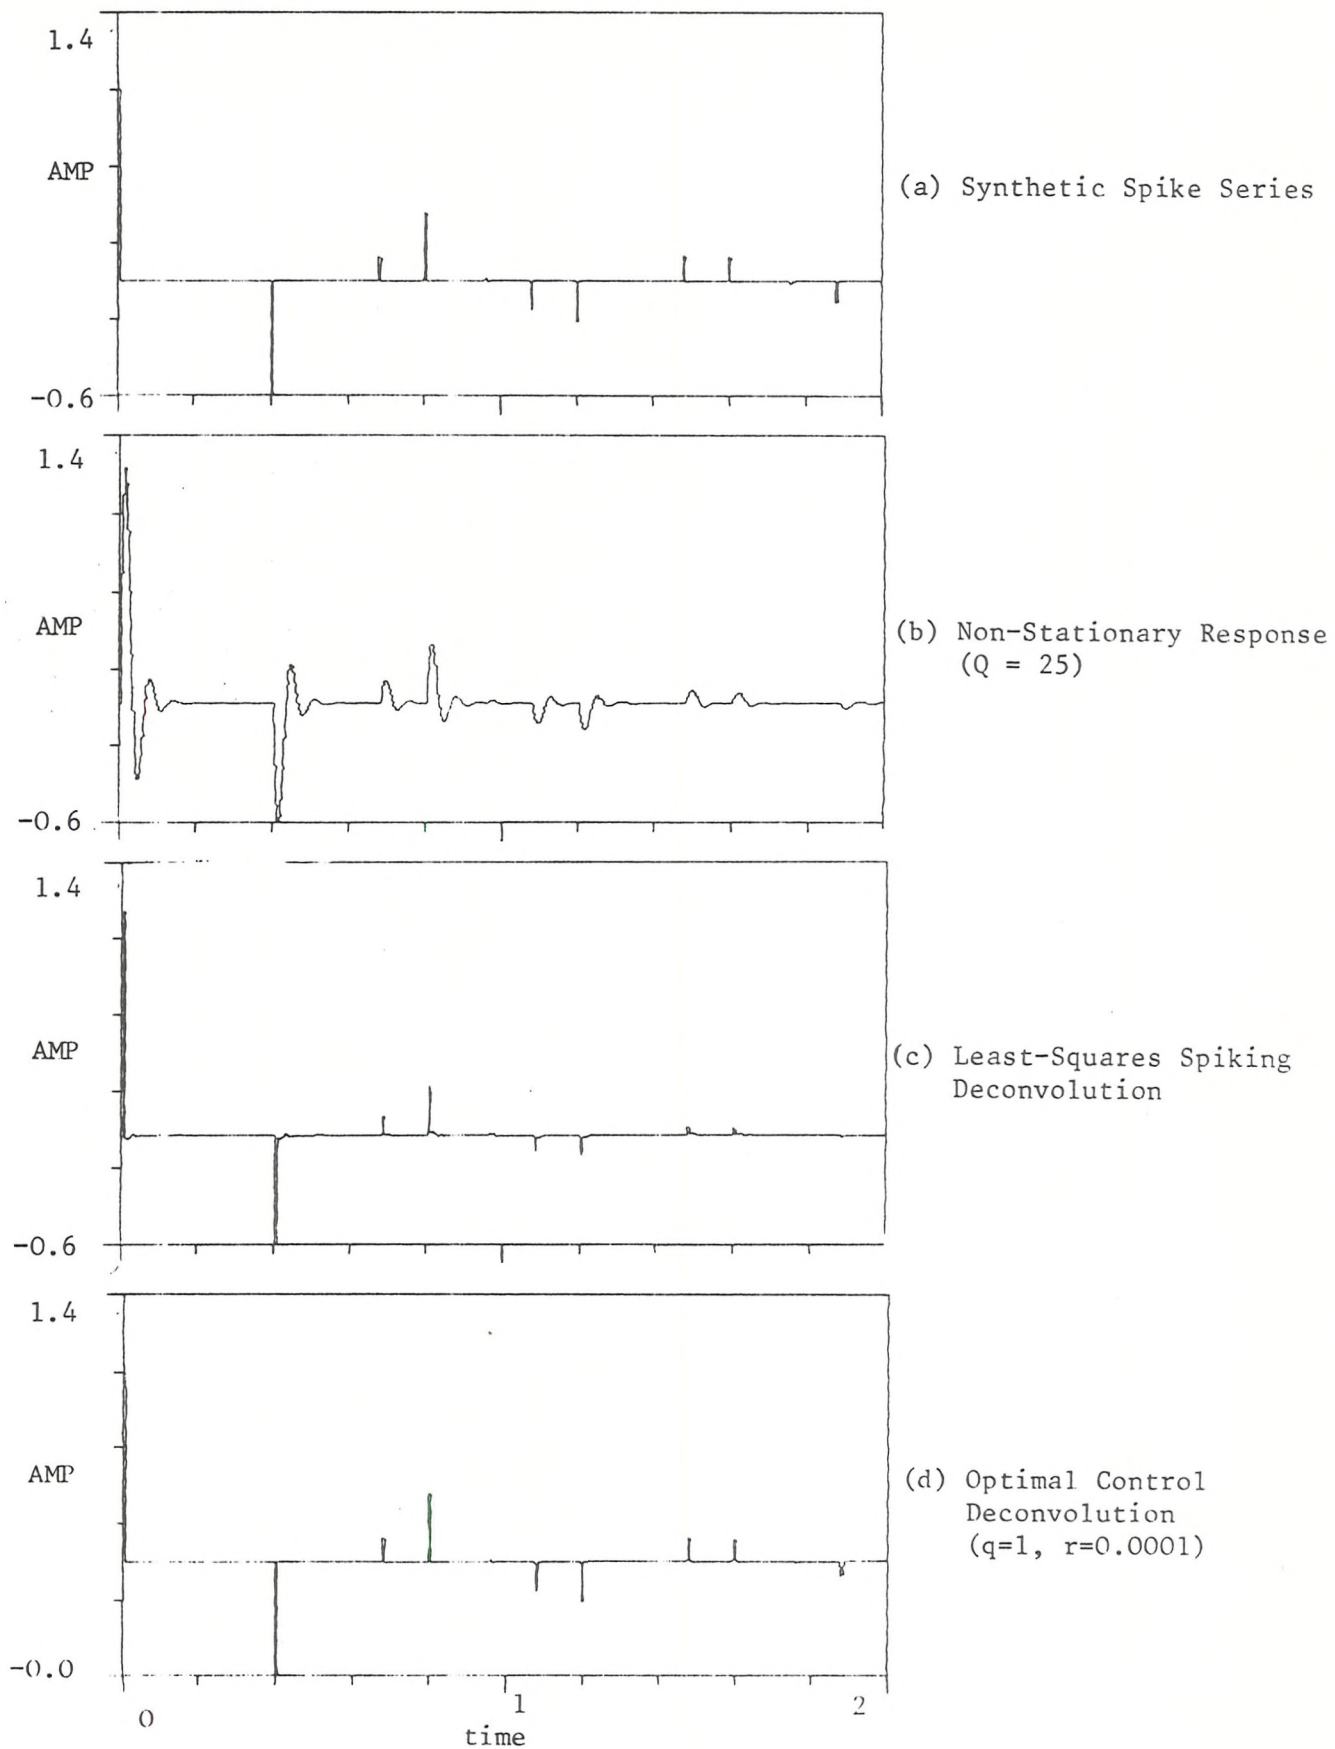 1.4
AMP
-0.6
(a) Synthetic Spike Series
1.4
AMP
-0.6
(b) Non-Stationary Response
(Q = 25)
1.4
AMP
-0.6
(c) Least-Squares Spiking
Deconvolution
1.4
AMP
-0.0
(d) Optimal Control
Deconvolution
(q=1, r=0.0001)
0
1
2
time